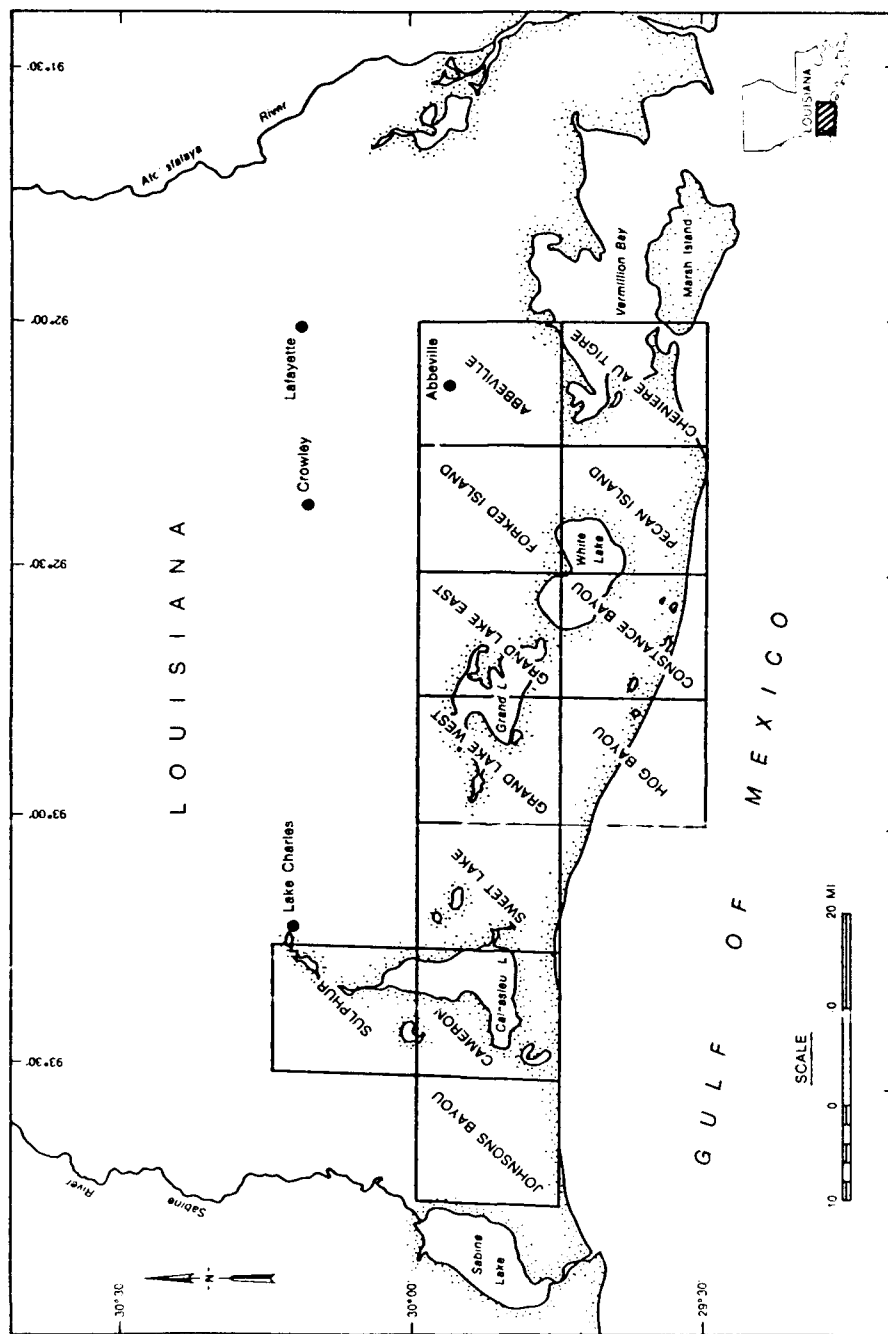 93°30'
93°00'
92°30'
92°00'
91°30'
30°30'
30°00'
29°30'
-N-
Sabine
River
LOUISIANA
River
Lake Charles
Crowley
Lafayette
Abbeville
Sabine
Lake
JOHNSONS BAYOU
SULPHUR
CAMERON
SWEET LAKE
GRAND LAKE WEST
Grand L
GRAND LAKE EAST
FORKED ISLAND
ABBEVILLE
HOG BAYOU
CONSTANCE BAYOU
White
Lake
PECAN ISLAND
CHENIERE AU TIGRE
Vermillion Bay
Marsh Island
GULF OF MEXICO
SCALE
10 0 0 20 MI
LOUISIANA